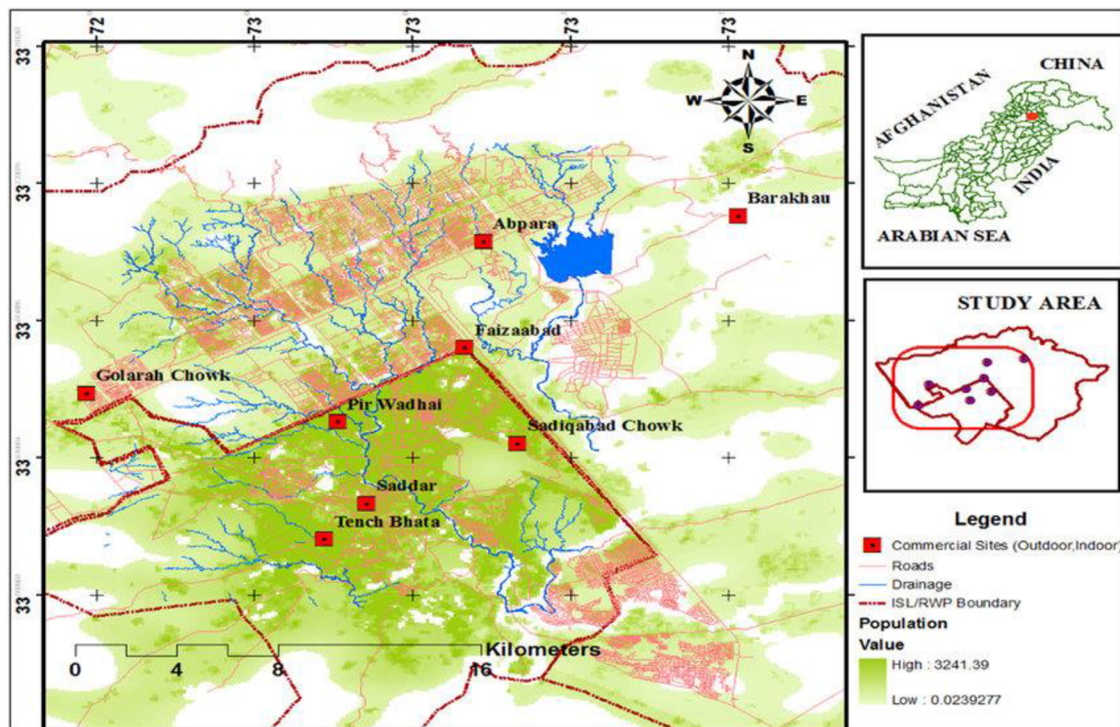 72
73
73
73
73
33
33
33
33
33
N
W
E
S
Barakhau
Abpara
Faizaabad
Golarah Chowk
Pir Wadhai
Sadiqabad Chowk
Saddar
Tench Bhata
Kilometers
0
4
8
16
CHINA
AFGHANISTAN
INDIA
ARABIAN SEA
STUDY AREA
Legend
Commercial Sites (Outdoor,Indoor)
Roads
Drainage
ISL/RWP Boundary
Population
Value
High : 3241.39
Low : 0.0239277